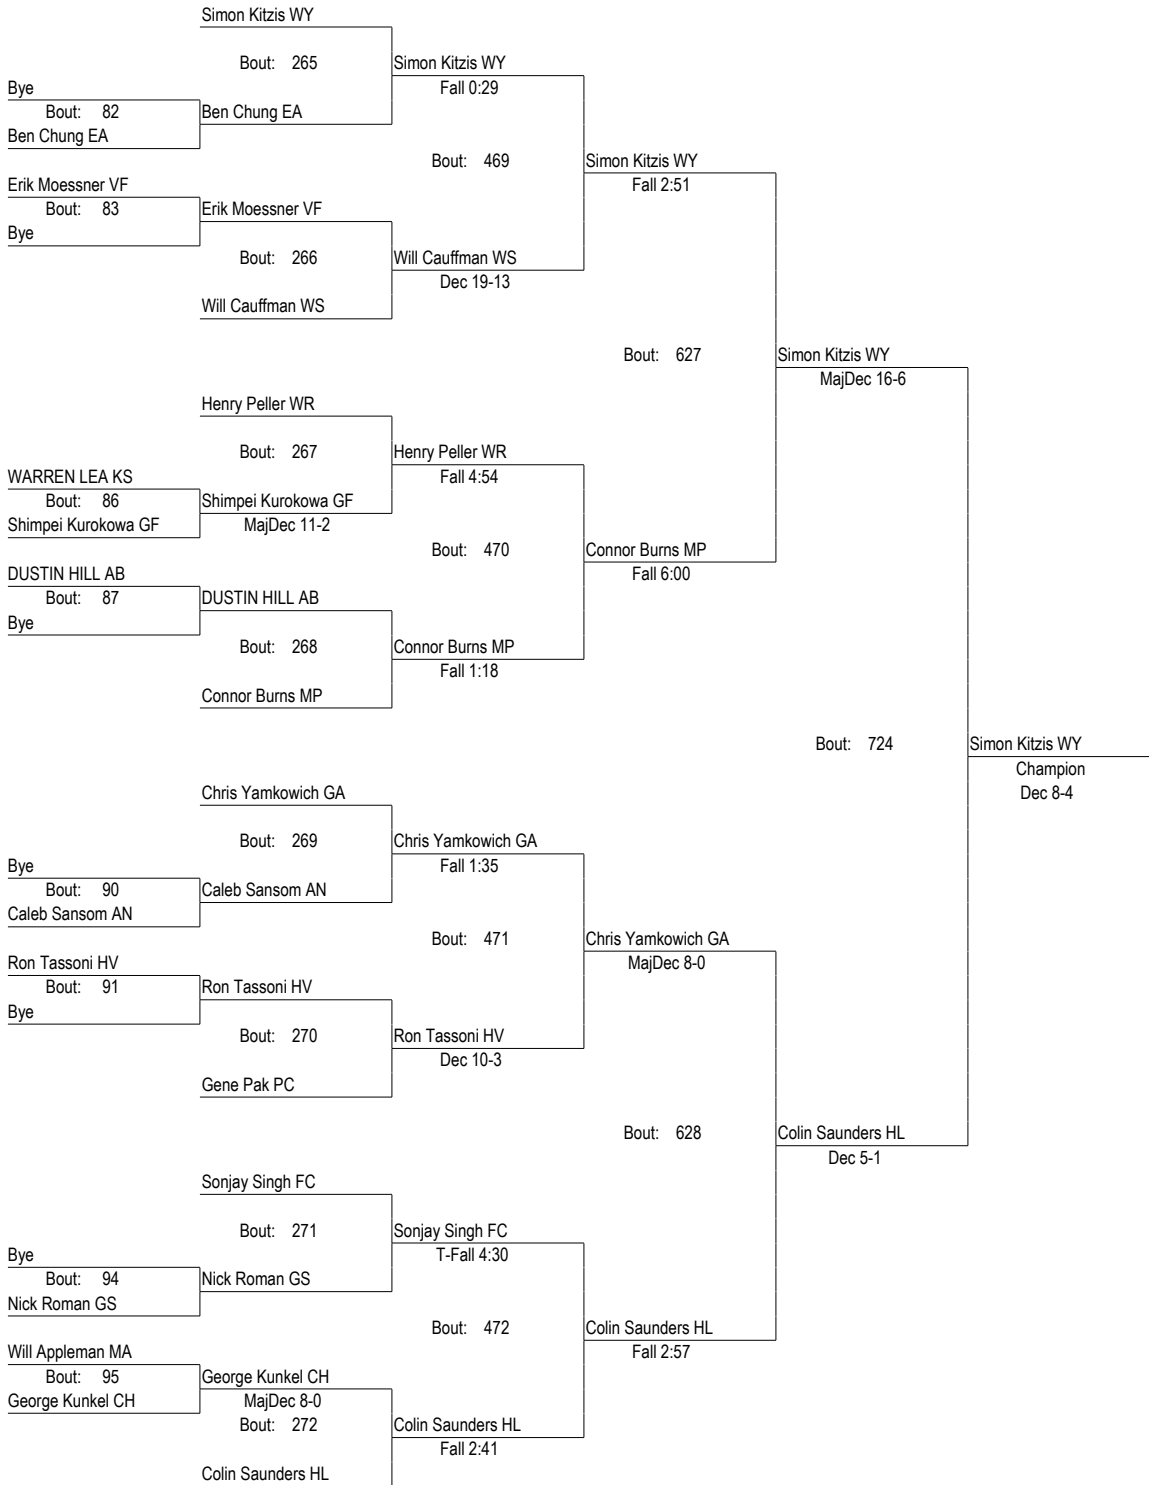 Simon Kitzis WY
Bout: 265
Simon Kitzis WY
Bye
Fall 0:29
Bout: 82
Ben Chung EA
Ben Chung EA
Bout: 469
Simon Kitzis WY
Erik Moessner VF
Fall 2:51
Bout: 83
Erik Moessner VF
Bye
Bout: 266
Will Cauffman WS
Dec 19-13
Will Cauffman WS
Bout: 627
Simon Kitzis WY
MajDec 16-6
Henry Peller WR
Bout: 267
Henry Peller WR
WARREN LEA KS
Fall 4:54
Bout: 86
Shimpei Kurokowa GF
Shimpei Kurokowa GF
MajDec 11-2
Bout: 470
Connor Burns MP
DUSTIN HILL AB
Fall 6:00
Bout: 87
DUSTIN HILL AB
Bye
Bout: 268
Connor Burns MP
Fall 1:18
Connor Burns MP
Bout: 724
Simon Kitzis WY
Champion
Dec 8-4
Chris Yamkowich GA
Bout: 269
Chris Yamkowich GA
Bye
Fall 1:35
Bout: 90
Caleb Sansom AN
Caleb Sansom AN
Bout: 471
Chris Yamkowich GA
Ron Tassoni HV
MajDec 8-0
Bout: 91
Ron Tassoni HV
Bye
Bout: 270
Ron Tassoni HV
Dec 10-3
Gene Pak PC
Bout: 628
Colin Saunders HL
Dec 5-1
Sonjay Singh FC
Bout: 271
Sonjay Singh FC
Bye
T-Fall 4:30
Bout: 94
Nick Roman GS
Nick Roman GS
Bout: 472
Colin Saunders HL
Will Appleman MA
Fall 2:57
Bout: 95
George Kunkel CH
George Kunkel CH
MajDec 8-0
Bout: 272
Colin Saunders HL
Fall 2:41
Colin Saunders HL